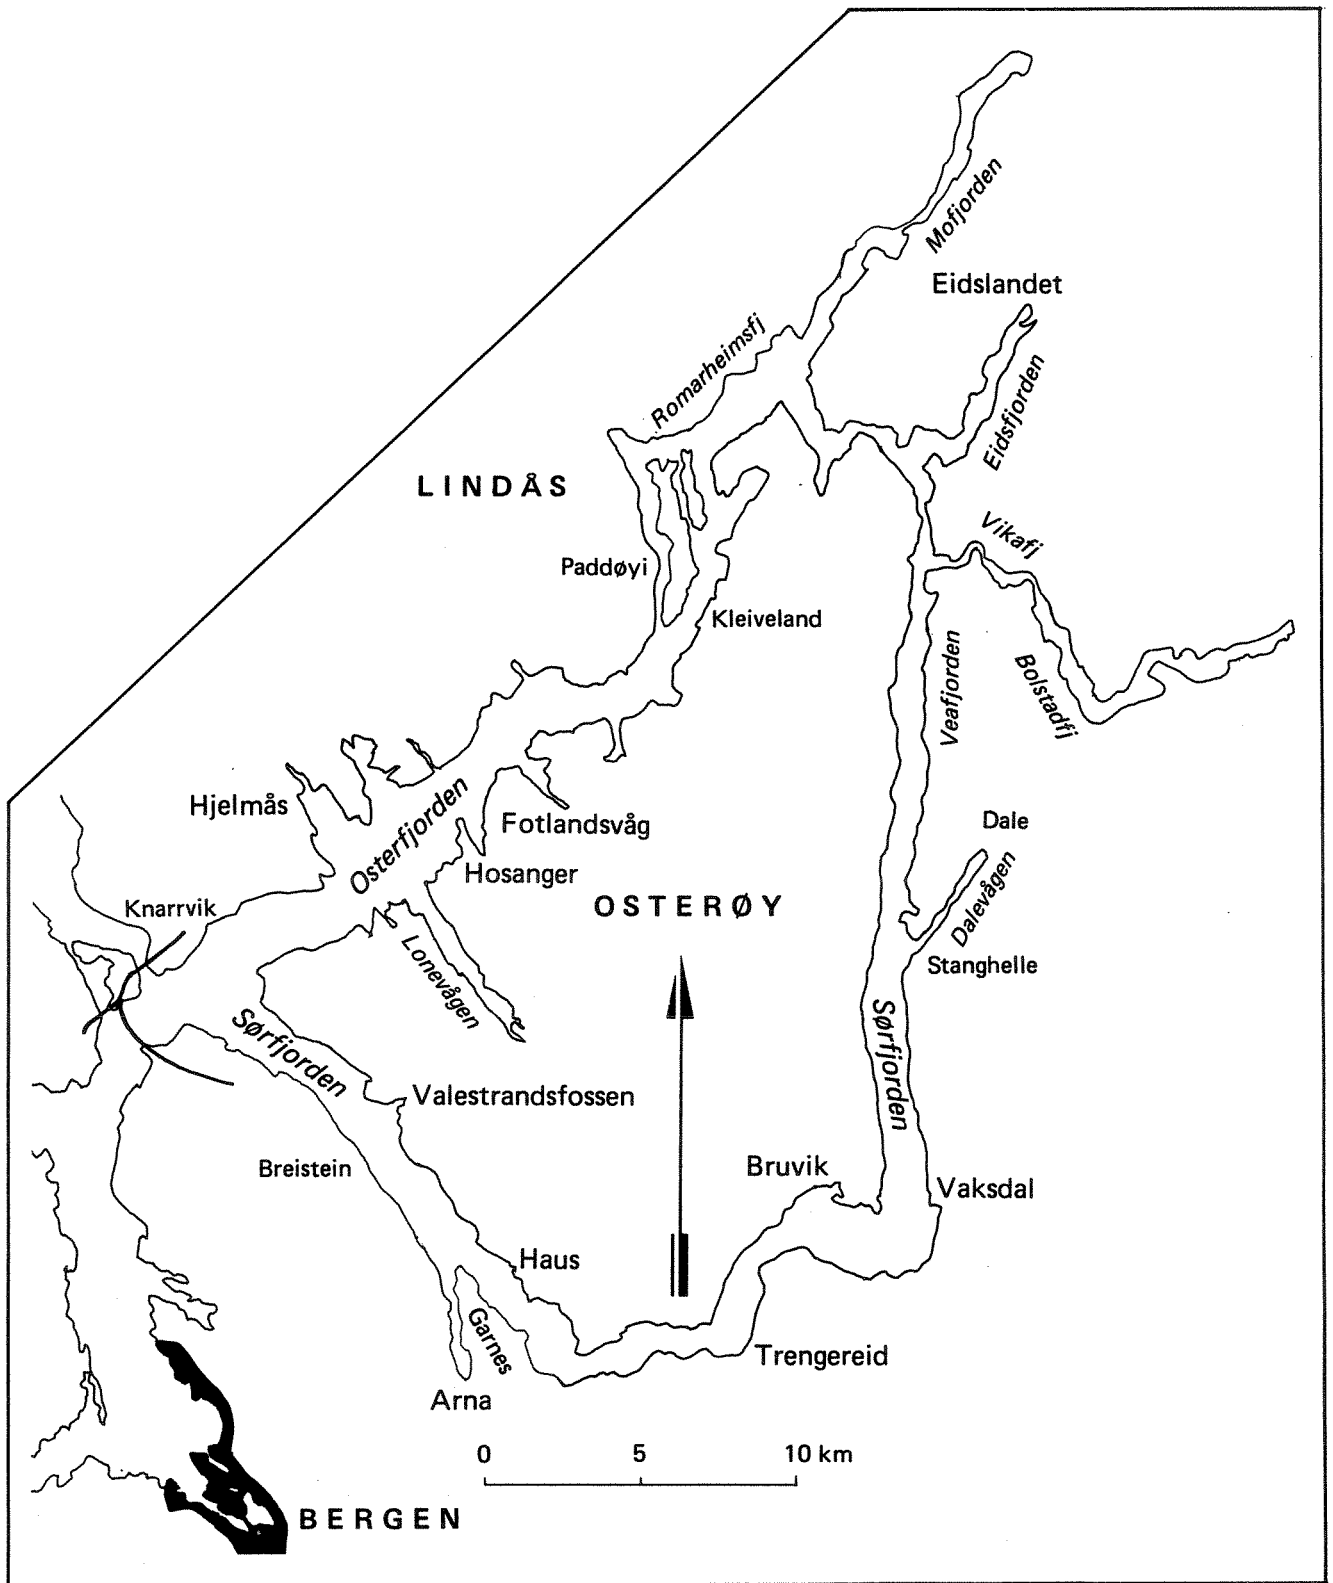 Mofjorden
Eidslandet
Romarheimsfj
Eidsfjorden
LINDÅS
Vikafj
Paddøyi
Kleiveland
Veafjorden
Bolstadfj
Hjelmås
Osterfjorden
Fotlandsvåg
Dale
Hosanger
OSTERØY
Dalevågen
Knarrvik
Lonevågen
Stanghelle
Sørfjorden
Sørfjorden
Valestrandsfossen
Breistein
Bruvik
Vaksdal
Haus
Garnes
Trengereid
Arna
0 5 10 km
BERGEN